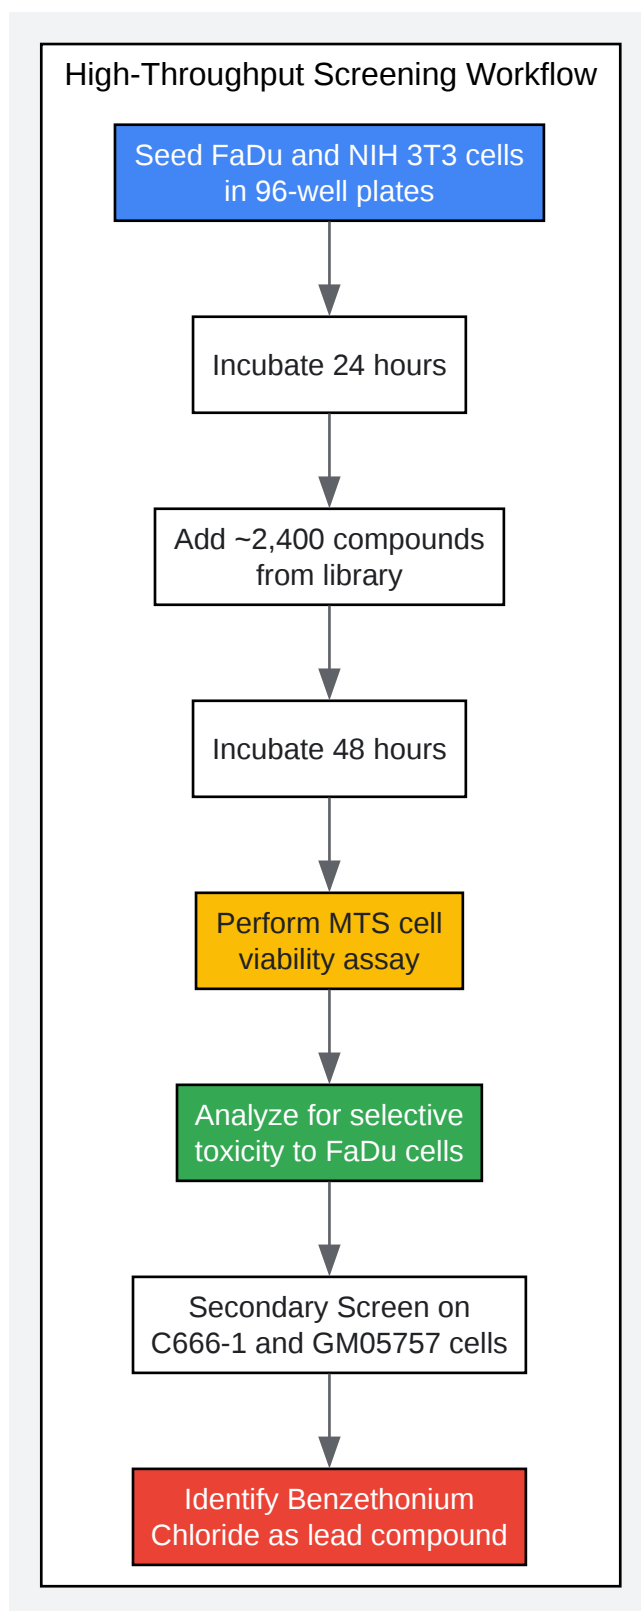 High-Throughput Screening Workflow
Seed FaDu and NIH 3T3 cells
in 96-well plates
Incubate 24 hours
Add ~2,400 compounds
from library
Incubate 48 hours
Perform MTS cell
viability assay
Analyze for selective
toxicity to FaDu cells
Secondary Screen on
C666-1 and GM05757 cells
Identify Benzethonium
Chloride as lead compound